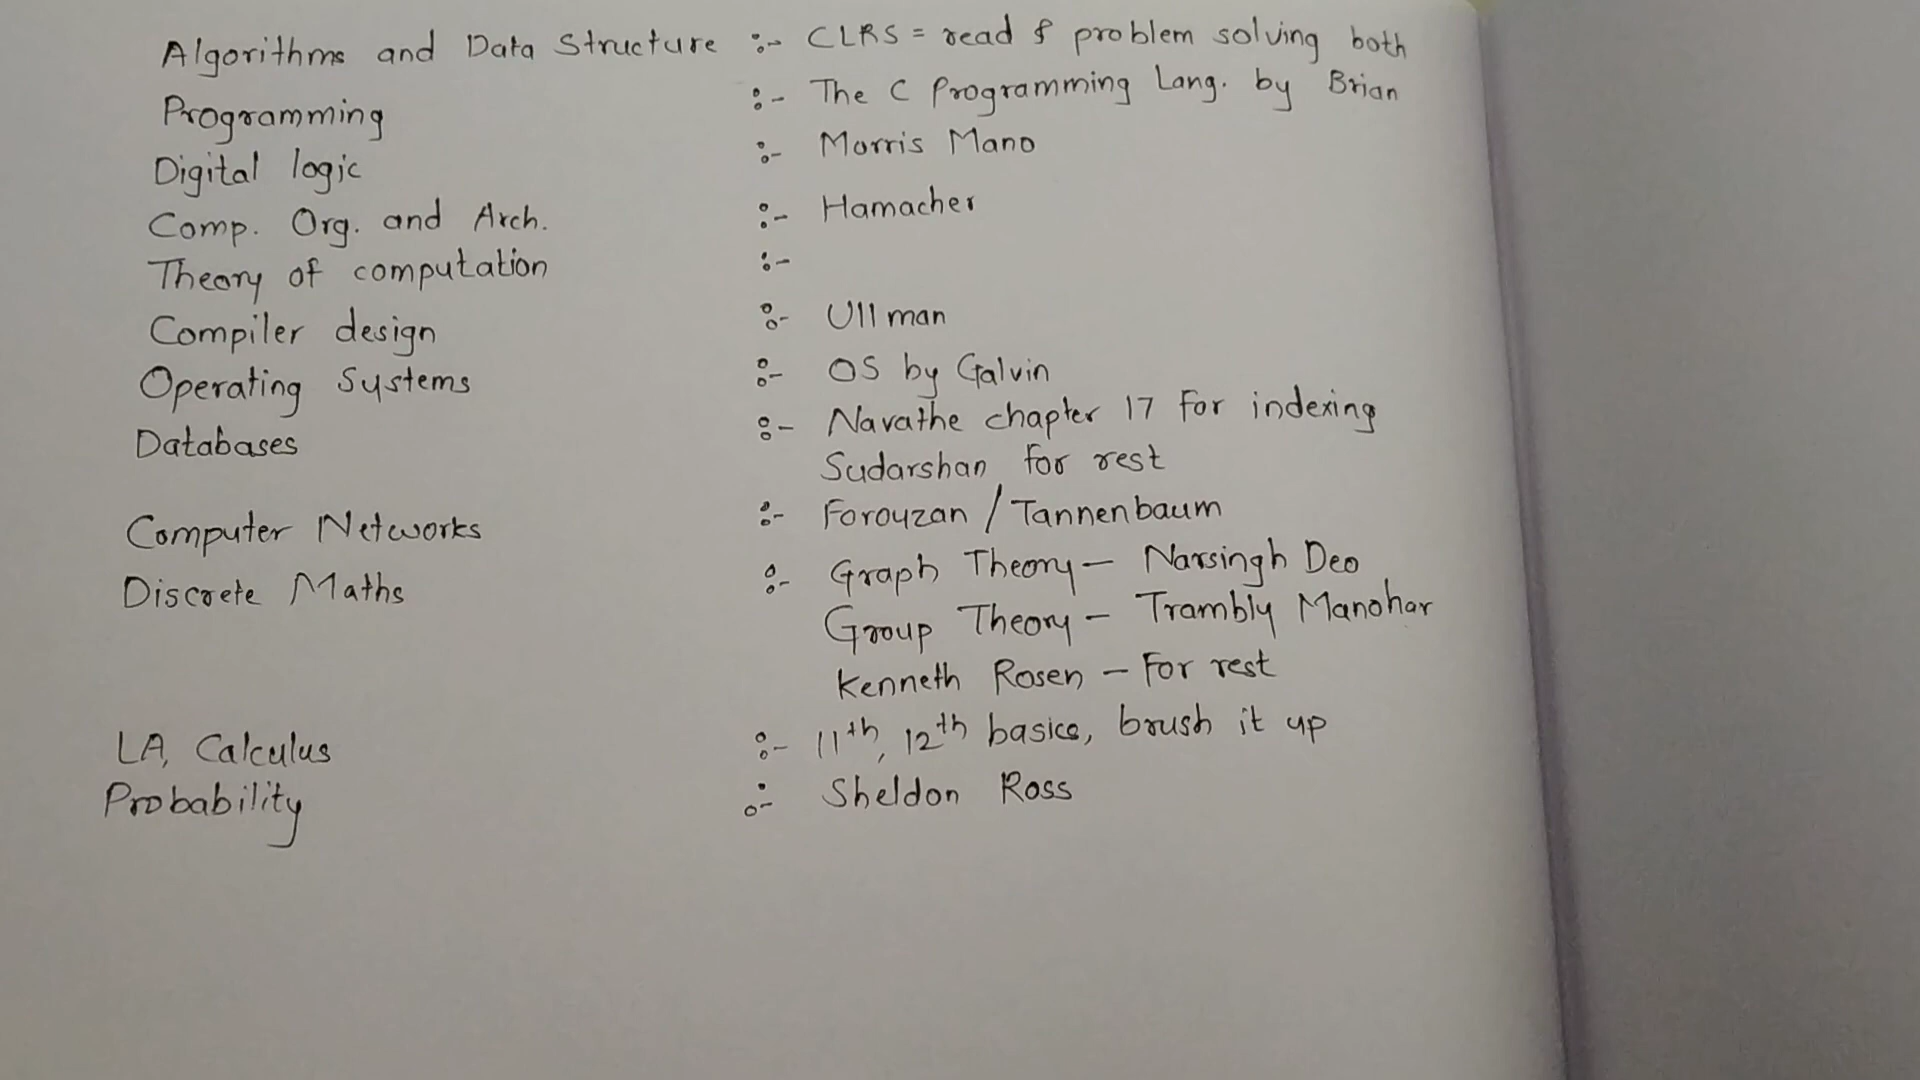 Algorithms and Data Structure :- CLRS = read & problem solving both
Programming :- The C Programming Lang. by Brian
Digital logic :- Morris Mano
Comp. Org. and Arch. :- Hamacher
Theory of computation :-
Compiler design :- Ullman
Operating Systems :- OS by Galvin
Databases :- Navathe chapter 17 For indexing
Sudarshan for rest
Computer Networks :- Forouzan / Tannenbaum
Discrete Maths :- Graph Theory - Narsingh Deo
Group Theory - Trambly Manohar
Kenneth Rosen - For rest
LA, Calculus :- 11th, 12th basics, brush it up
Probability :- Sheldon Ross